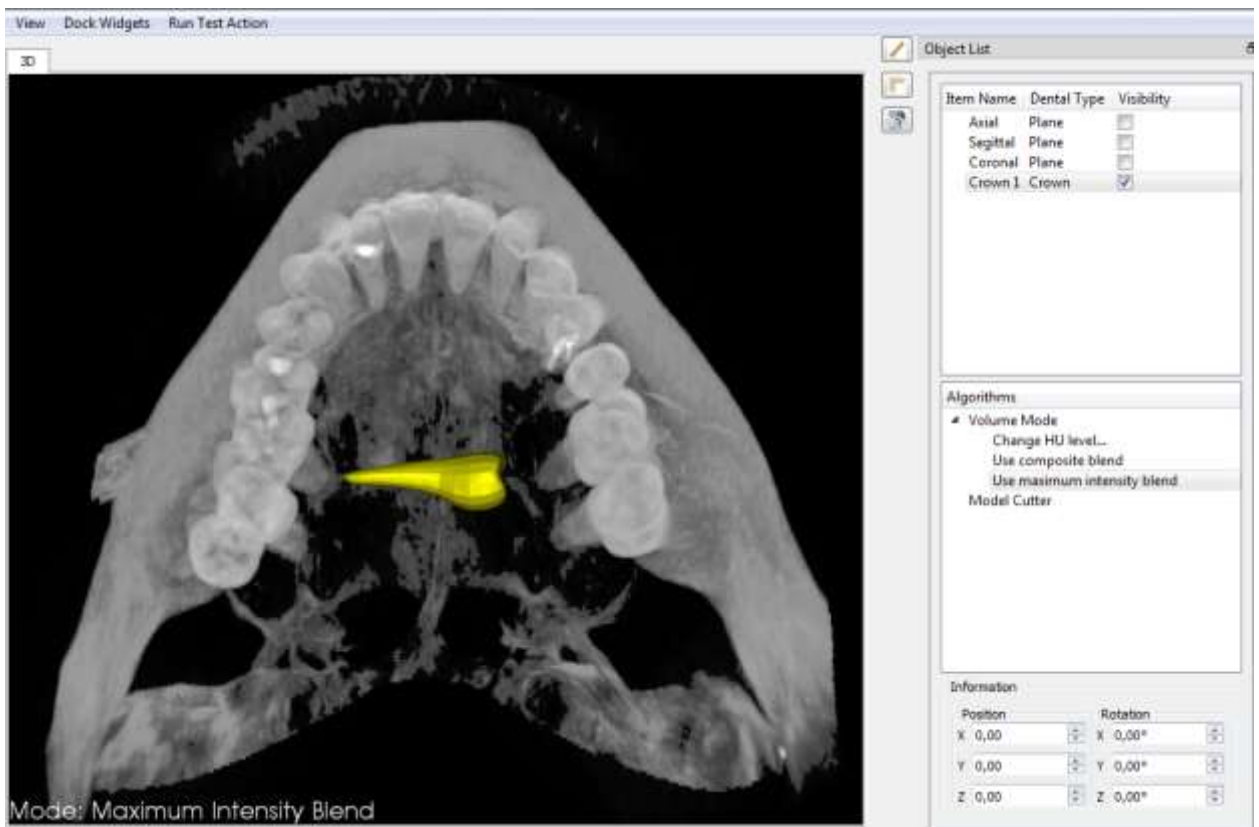 View Dock Widgets Run Test Action
3D
Mode: Maximum Intensity Blend
Object List
Item Name Dental Type Visibility
Axial Plane
Segittal Plane
Coronal Plane
Crown 1 Crown
Algorithms
Volume Mode
Change HU level...
Use composite blend
Use maximum intensity blend
Model Cutter
Information
Position Rotation
X 0,00 X 0,00°
Y 0,00 Y 0,00°
Z 0,00 Z 0,00°